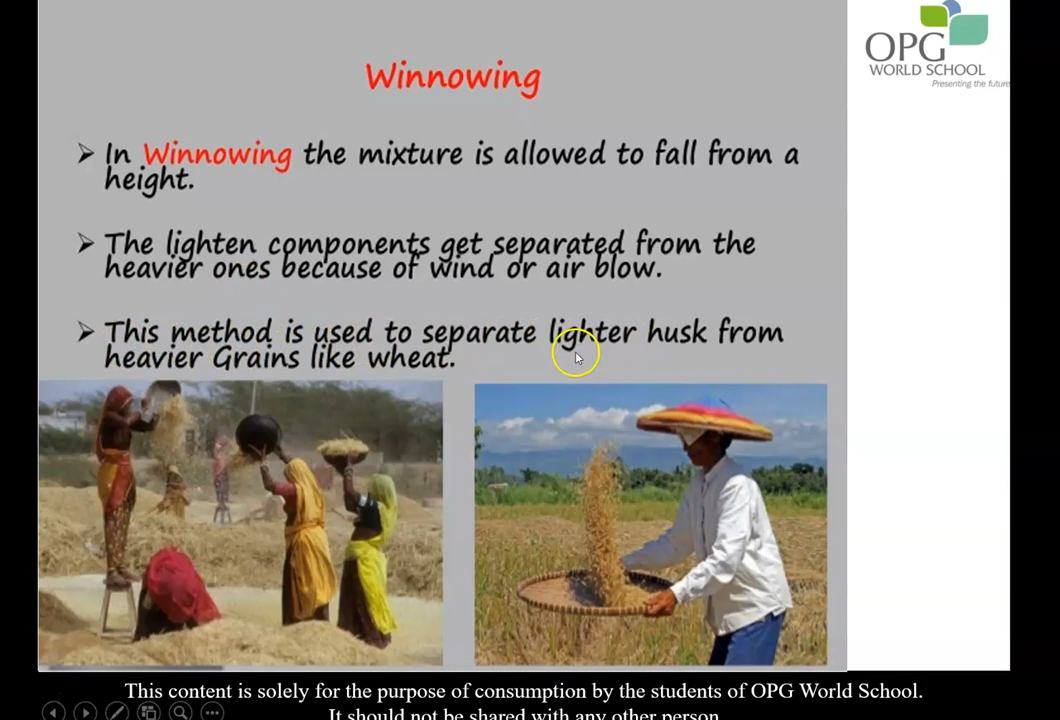 OPG
WORLD SCHOOL
Presenting the future
Winnowing
➢ In Winnowing the mixture is allowed to fall from a
height.
➢ The lighten components get separated from the
heavier ones because of wind or air blow.
➢ This method is used to separate lighter husk from
heavier Grains like wheat.
This content is solely for the purpose of consumption by the students of OPG World School.
It should not be shared with any other person